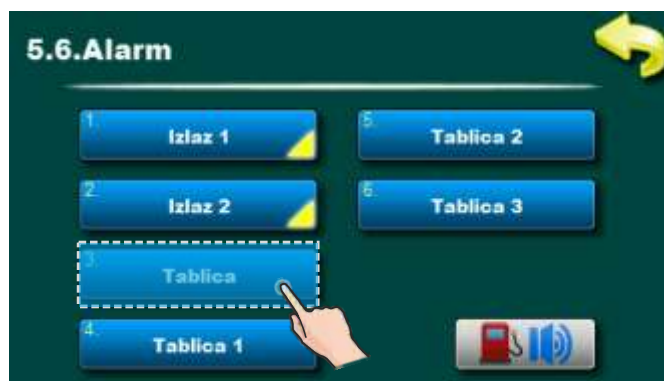 5.6.Alarm
1. Izlaz 1
2. Izlaz 2
3. Tablica
4. Tablica 1
5. Tablica 2
6. Tablica 3